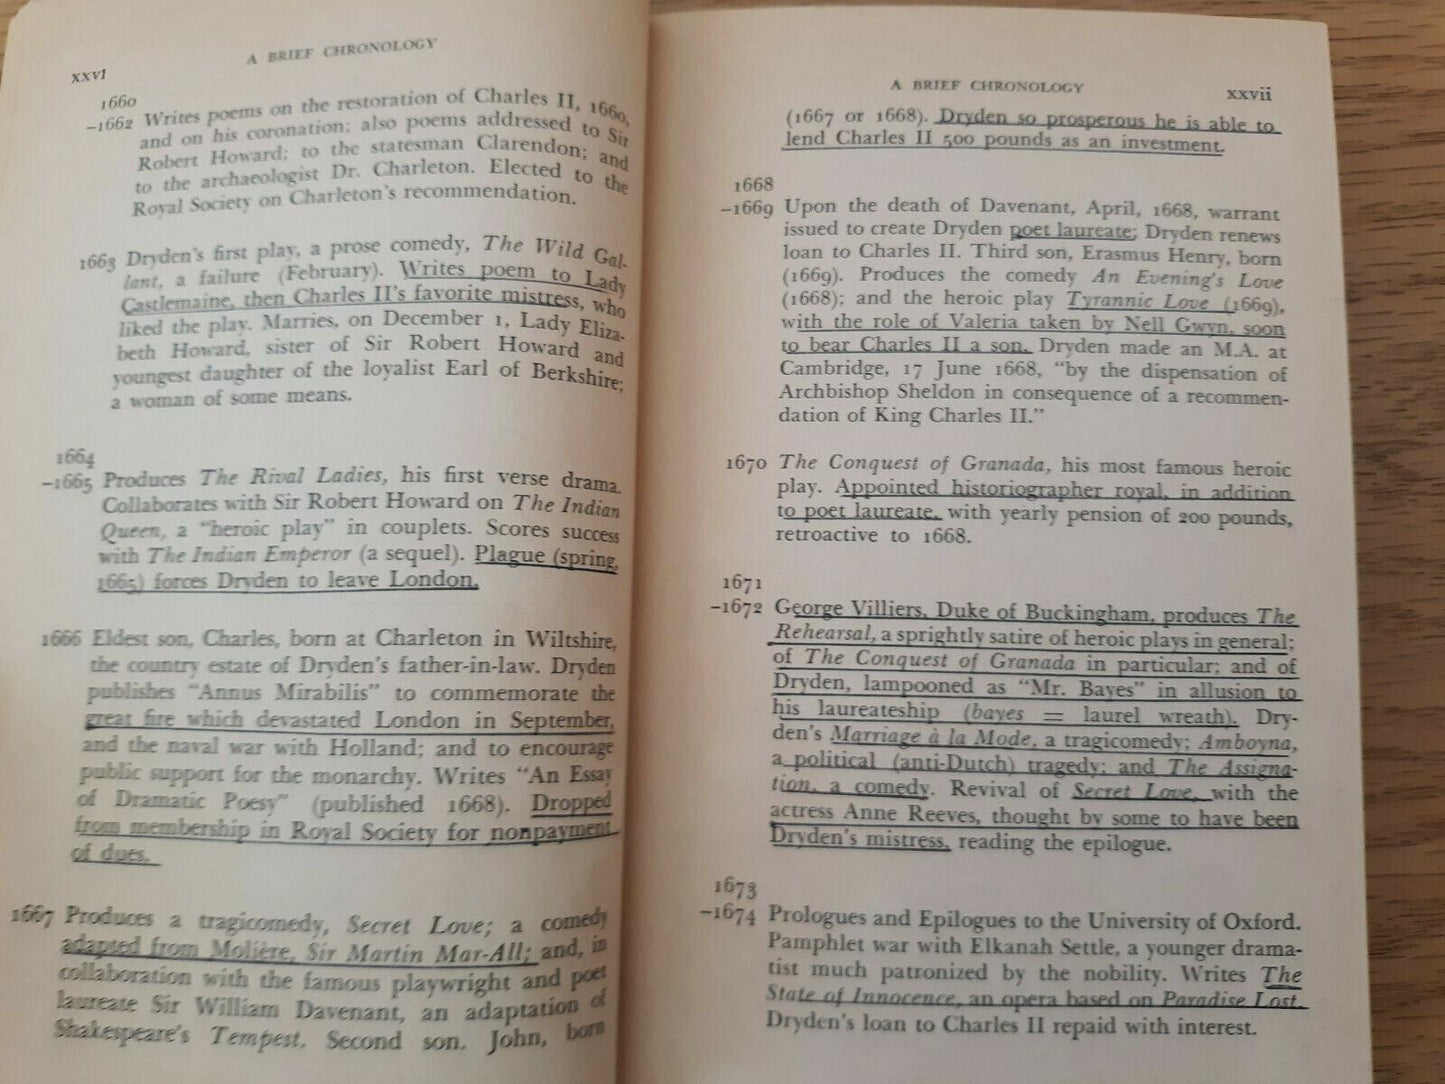 xxvi
A BRIEF CHRONOLOGY
1660
–1662 Writes poems on the restoration of Charles II, 1660,
and on his coronation; also poems addressed to Sir
Robert Howard; to the statesman Clarendon; and
to the archaeologist Dr. Charleton. Elected to the
Royal Society on Charleton's recommendation.
1663 Dryden's first play, a prose comedy, The Wild Gal-
lant, a failure (February). Writes poem to Lady
Castlemaine, then Charles II's favorite mistress, who
liked the play. Marries, on December 1, Lady Eliza-
beth Howard, sister of Sir Robert Howard and
youngest daughter of the loyalist Earl of Berkshire;
a woman of some means.
1664
–1665 Produces The Rival Ladies, his first verse drama.
Collaborates with Sir Robert Howard on The Indian
Queen, a "heroic play" in couplets. Scores success
with The Indian Emperor (a sequel). Plague (spring,
1665) forces Dryden to leave London.
1666 Eldest son, Charles, born at Charleton in Wiltshire,
the country estate of Dryden's father-in-law. Dryden
publishes "Annus Mirabilis" to commemorate the
great fire which devastated London in September,
and the naval war with Holland; and to encourage
public support for the monarchy. Writes "An Essay
of Dramatic Poesy" (published 1668). Dropped
from membership in Royal Society for nonpayment
of dues.
1667 Produces a tragicomedy, Secret Love; a comedy
adapted from Molière, Sir Martin Mar-All; and, in
collaboration with the famous playwright and poet
laureate Sir William Davenant, an adaptation of
Shakespeare's Tempest. Second son, John, born
A BRIEF CHRONOLOGY
xxvii
(1667 or 1668). Dryden so prosperous he is able to
lend Charles II 500 pounds as an investment.
1668
–1669 Upon the death of Davenant, April, 1668, warrant
issued to create Dryden poet laureate; Dryden renews
loan to Charles II. Third son, Erasmus Henry, born
(1669). Produces the comedy An Evening's Love
(1668); and the heroic play Tyrannic Love (1669),
with the role of Valeria taken by Nell Gwyn, soon
to bear Charles II a son. Dryden made an M.A. at
Cambridge, 17 June 1668, "by the dispensation of
Archbishop Sheldon in consequence of a recommen-
dation of King Charles II."
1670 The Conquest of Granada, his most famous heroic
play. Appointed historiographer royal, in addition
to poet laureate, with yearly pension of 200 pounds,
retroactive to 1668.
1671
–1672 George Villiers, Duke of Buckingham, produces The
Rehearsal, a sprightly satire of heroic plays in general;
of The Conquest of Granada in particular; and of
Dryden, lampooned as "Mr. Bayes" in allusion to
his laureateship (bayes = laurel wreath). Dry-
den's Marriage à la Mode, a tragicomedy; Amboyna,
a political (anti-Dutch) tragedy; and The Assigna-
tion, a comedy. Revival of Secret Love, with the
actress Anne Reeves, thought by some to have been
Dryden's mistress, reading the epilogue.
1673
–1674 Prologues and Epilogues to the University of Oxford.
Pamphlet war with Elkanah Settle, a younger drama-
tist much patronized by the nobility. Writes The
State of Innocence, an opera based on Paradise Lost.
Dryden's loan to Charles II repaid with interest.